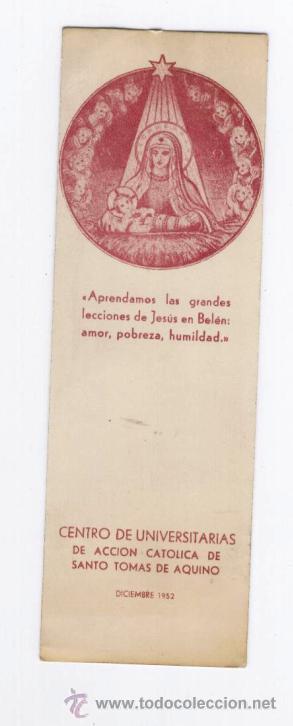 «Aprendamos las grandes
lecciones de Jesús en Belén:
amor, pobreza, humildad.»
CENTRO DE UNIVERSITARIAS
DE ACCION CATOLICA DE
SANTO TOMAS DE AQUINO
DICIEMBRE 1952
www.todocoleccion.net